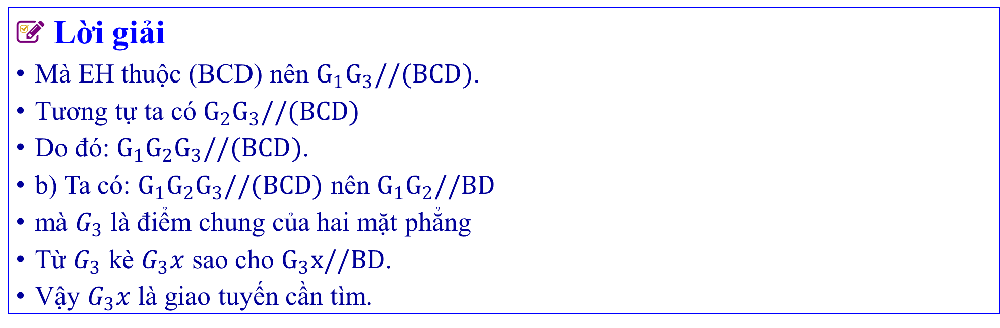 Lời giải
• Mà EH thuộc (BCD) nên G₁G₃//(BCD).
• Tương tự ta có G₂G₃//(BCD)
• Do đó: G₁G₂G₃//(BCD).
• b) Ta có: G₁G₂G₃//(BCD) nên G₁G₂//BD
• mà G₃ là điểm chung của hai mặt phẳng
• Từ G₃ kè G₃x sao cho G₃x//BD.
• Vậy G₃x là giao tuyến cần tìm.